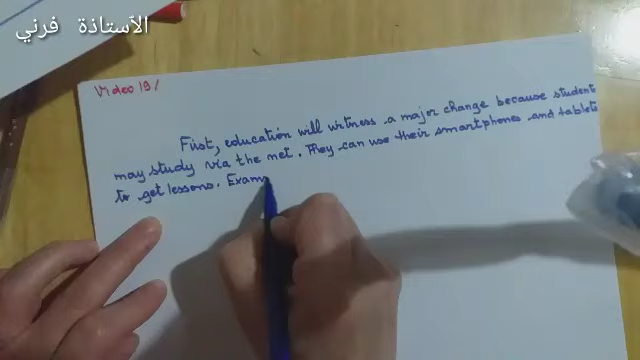 الأستاذة فرني
Video 19/
First, education will witness a major change because student
may study via the net. They can use their smartphones and tablets
to get lessons. Exam